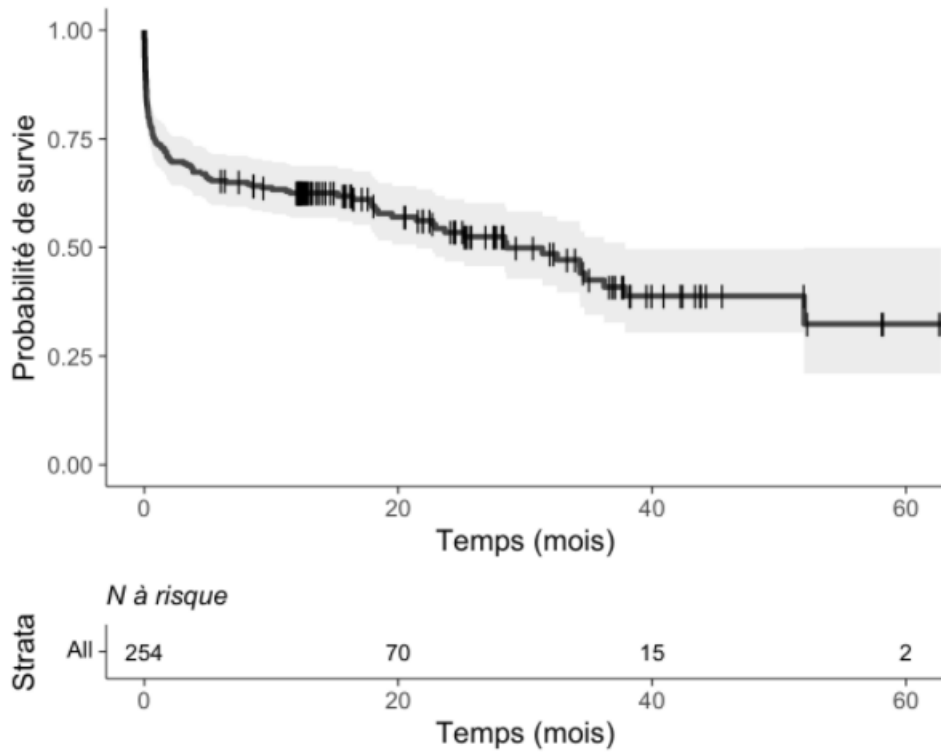 Probabilité de survie
1.00
0.75
0.50
0.25
0.00
0 20 40 60
Temps (mois)
N à risque
Strata
All 254 70 15 2
0 20 40 60
Temps (mois)